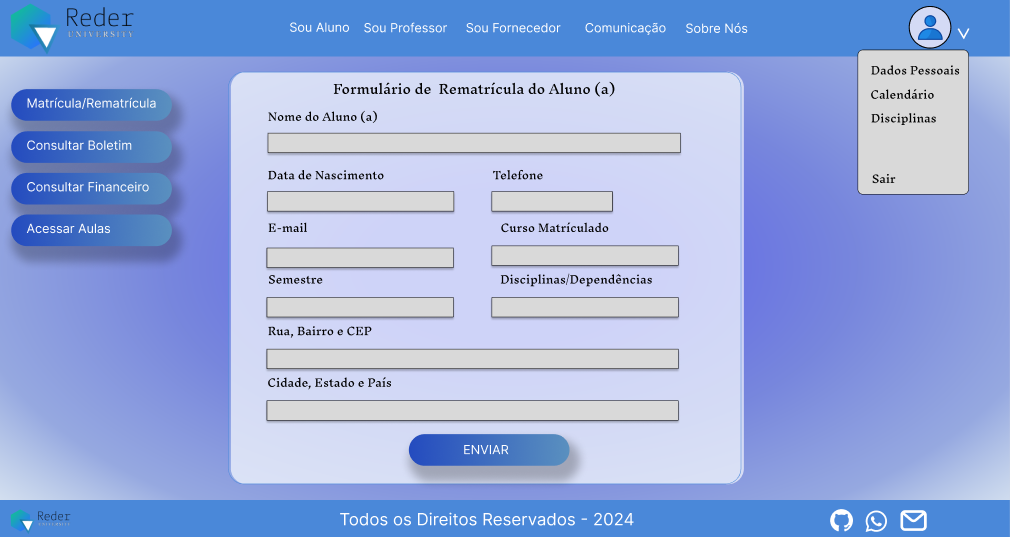 Reder
UNIVERSITY
Sou Aluno
Sou Professor
Sou Fornecedor
Comunicação
Sobre Nós
Dados Pessoais
Calendário
Disciplinas
Sair
Matrícula/Rematrícula
Consultar Boletim
Consultar Financeiro
Acessar Aulas
Formulário de Rematrícula do Aluno (a)
Nome do Aluno (a)
Data de Nascimento
Telefone
E-mail
Curso Matrículado
Semestre
Disciplinas/Dependências
Rua, Bairro e CEP
Cidade, Estado e País
ENVIAR
Reder
UNIVERSITY
Todos os Direitos Reservados - 2024